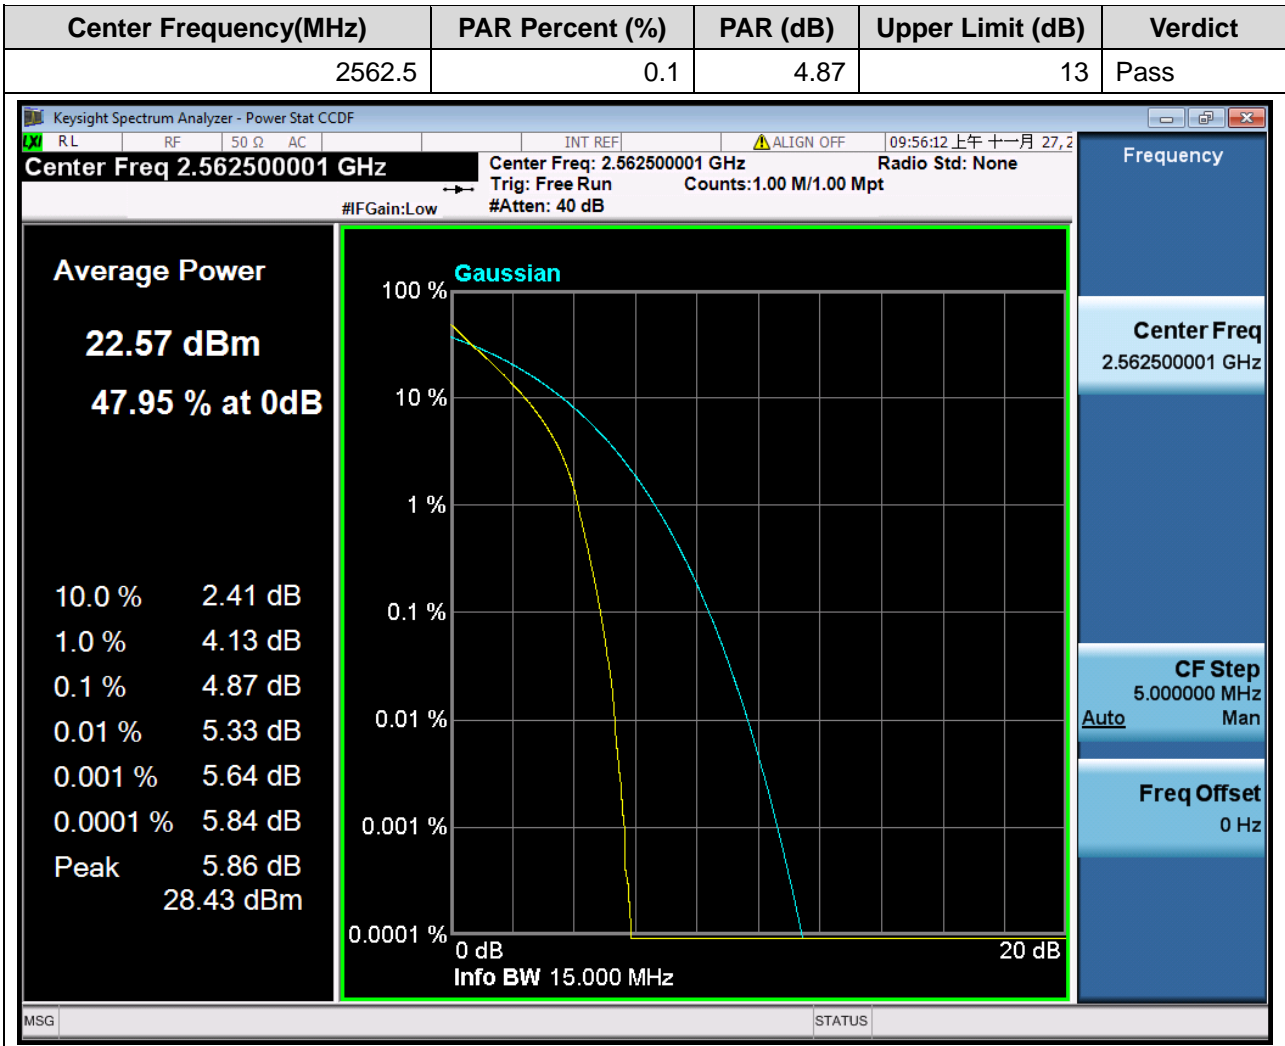 Center Frequency(MHz) PAR Percent (%) PAR (dB) Upper Limit (dB) Verdict
2562.5 0.1 4.87 13 Pass
Keysight Spectrum Analyzer - Power Stat CCDF
LXI RL RF 50 Ω AC INT REF ALIGN OFF 09:56:12 上午 十一月 27, 2
Center Freq 2.562500001 GHz
Center Freq: 2.562500001 GHz Radio Std: None
Trig: Free Run Counts:1.00 M/1.00 Mpt
#IFGain:Low #Atten: 40 dB
Average Power
22.57 dBm
47.95 % at 0dB
10.0 % 2.41 dB
1.0 % 4.13 dB
0.1 % 4.87 dB
0.01 % 5.33 dB
0.001 % 5.64 dB
0.0001 % 5.84 dB
Peak 5.86 dB
28.43 dBm
Gaussian
100 %
10 %
1 %
0.1 %
0.01 %
0.001 %
0.0001 %
0 dB 20 dB
Info BW 15.000 MHz
Frequency
Center Freq
2.562500001 GHz
CF Step
5.000000 MHz
Auto Man
Freq Offset
0 Hz
MSG STATUS